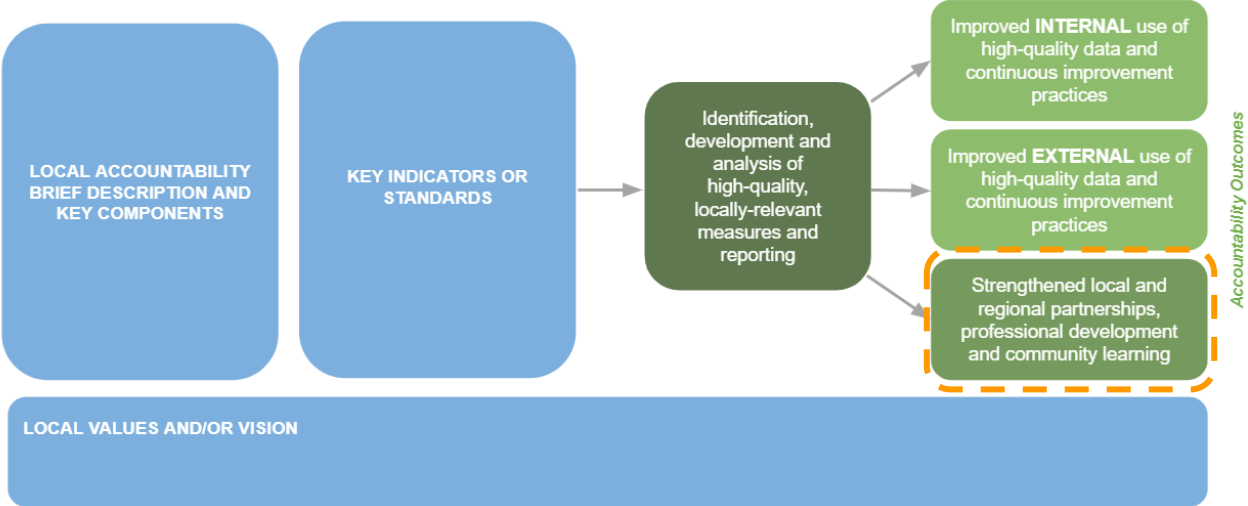 LOCAL ACCOUNTABILITY
BRIEF DESCRIPTION AND
KEY COMPONENTS
KEY INDICATORS OR
STANDARDS
Identification,
development and
analysis of
high-quality,
locally-relevant
measures and
reporting
Improved INTERNAL use of
high-quality data and
continuous improvement
practices
Improved EXTERNAL use of
high-quality data and
continuous improvement
practices
Strengthened local and
regional partnerships,
professional development
and community learning
Accountability Outcomes
LOCAL VALUES AND/OR VISION